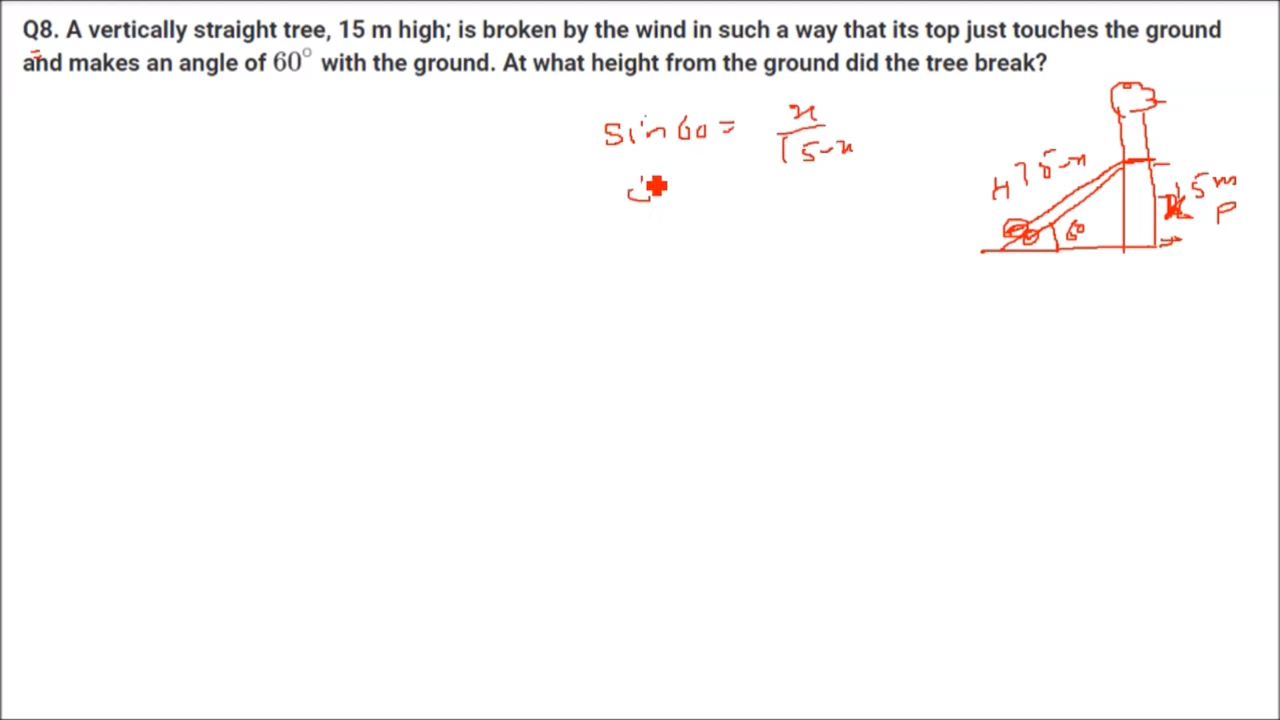 Q8. A vertically straight tree, 15 m high; is broken by the wind in such a way that its top just touches the ground
and makes an angle of 60° with the ground. At what height from the ground did the tree break?
sin 60 = x
15-x
H 15-x
15 m
P
60